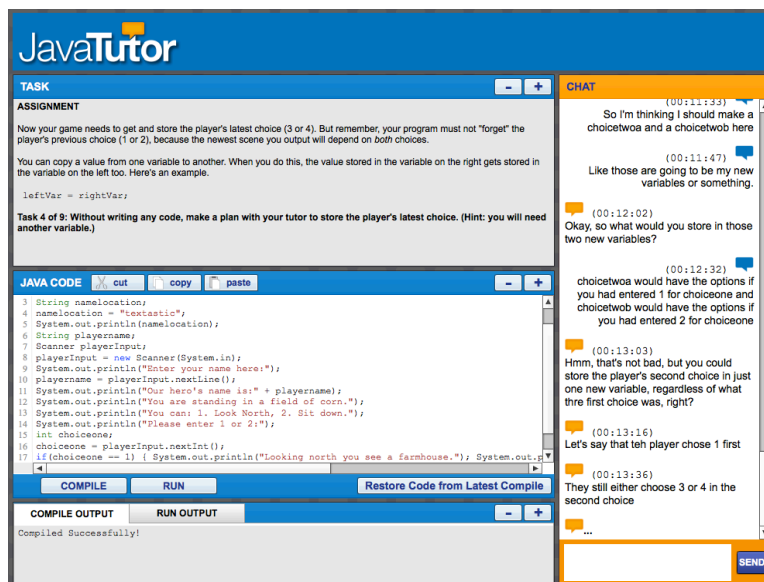 JavaTutor
TASK
- +
ASSIGNMENT
Now your game needs to get and store the player's latest choice (3 or 4). But remember, your program must not "forget" the
player's previous choice (1 or 2), because the newest scene you output will depend on both choices.
You can copy a value from one variable to another. When you do this, the value stored in the variable on the right gets stored in
the variable on the left too. Here's an example.
leftVar = rightVar;
Task 4 of 9: Without writing any code, make a plan with your tutor to store the player's latest choice. (Hint: you will need
another variable.)
JAVA CODE cut copy paste - +
3 String namelocation;
4 namelocation = "textastic";
5 System.out.println(namelocation);
6 String playername;
7 Scanner playerInput;
8 playerInput = new Scanner(System.in);
9 System.out.println("Enter your name here:");
10 playername = playerInput.nextLine();
11 System.out.println("Our hero's name is:" + playername);
12 System.out.println("You are standing in a field of corn.");
13 System.out.println("You can: 1. Look North, 2. Sit down.");
14 System.out.println("Please enter 1 or 2:");
15 int choiceone;
16 choiceone = playerInput.nextInt();
17 if(choiceone == 1) { System.out.println("Looking north you see a farmhouse."); System.out.p
COMPILE RUN Restore Code from Latest Compile
COMPILE OUTPUT RUN OUTPUT - +
Compiled Successfully!
CHAT
(00:11:33)
So I'm thinking I should make a
choicetwoa and a choicetwob here
(00:11:47)
Like those are going to be my new
variables or something.
(00:12:02)
Okay, so what would you store in those
two new variables?
(00:12:32)
choicetwoa would have the options if
you had entered 1 for choiceone and
choicetwob would have the options if
you had entered 2 for choiceone
(00:13:03)
Hmm, that's not bad, but you could
store the player's second choice in just
one new variable, regardless of what
thre first choice was, right?
(00:13:16)
Let's say that teh player chose 1 first
(00:13:36)
They still either choose 3 or 4 in the
second choice
...
SEND